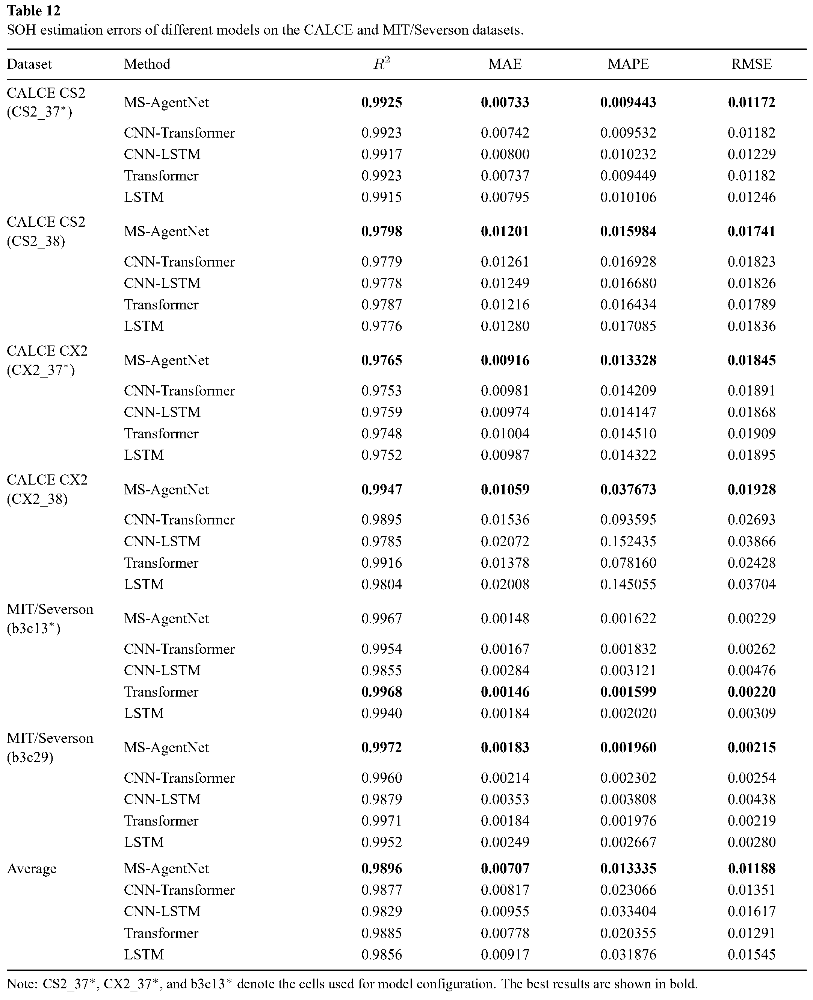 Table 12
SOH estimation errors of different models on the CALCE and MIT/Severson datasets.
Dataset Method R² MAE MAPE RMSE
CALCE CS2
(CS2_37*) MS-AgentNet 0.9925 0.00733 0.009443 0.01172
CNN-Transformer 0.9923 0.00742 0.009532 0.01182
CNN-LSTM 0.9917 0.00800 0.010232 0.01229
Transformer 0.9923 0.00737 0.009449 0.01182
LSTM 0.9915 0.00795 0.010106 0.01246
CALCE CS2
(CS2_38) MS-AgentNet 0.9798 0.01201 0.015984 0.01741
CNN-Transformer 0.9779 0.01261 0.016928 0.01823
CNN-LSTM 0.9778 0.01249 0.016680 0.01826
Transformer 0.9787 0.01216 0.016434 0.01789
LSTM 0.9776 0.01280 0.017085 0.01836
CALCE CX2
(CX2_37*) MS-AgentNet 0.9765 0.00916 0.013328 0.01845
CNN-Transformer 0.9753 0.00981 0.014209 0.01891
CNN-LSTM 0.9759 0.00974 0.014147 0.01868
Transformer 0.9748 0.01004 0.014510 0.01909
LSTM 0.9752 0.00987 0.014322 0.01895
CALCE CX2
(CX2_38) MS-AgentNet 0.9947 0.01059 0.037673 0.01928
CNN-Transformer 0.9895 0.01536 0.093595 0.02693
CNN-LSTM 0.9785 0.02072 0.152435 0.03866
Transformer 0.9916 0.01378 0.078160 0.02428
LSTM 0.9804 0.02008 0.145055 0.03704
MIT/Severson
(b3c13*) MS-AgentNet 0.9967 0.00148 0.001622 0.00229
CNN-Transformer 0.9954 0.00167 0.001832 0.00262
CNN-LSTM 0.9855 0.00284 0.003121 0.00476
Transformer 0.9968 0.00146 0.001599 0.00220
LSTM 0.9940 0.00184 0.002020 0.00309
MIT/Severson
(b3c29) MS-AgentNet 0.9972 0.00183 0.001960 0.00215
CNN-Transformer 0.9960 0.00214 0.002302 0.00254
CNN-LSTM 0.9879 0.00353 0.003808 0.00438
Transformer 0.9971 0.00184 0.001976 0.00219
LSTM 0.9952 0.00249 0.002667 0.00280
Average MS-AgentNet 0.9896 0.00707 0.013335 0.01188
CNN-Transformer 0.9877 0.00817 0.023066 0.01351
CNN-LSTM 0.9829 0.00955 0.033404 0.01617
Transformer 0.9885 0.00778 0.020355 0.01291
LSTM 0.9856 0.00917 0.031876 0.01545
Note: CS2_37*, CX2_37*, and b3c13* denote the cells used for model configuration. The best results are shown in bold.